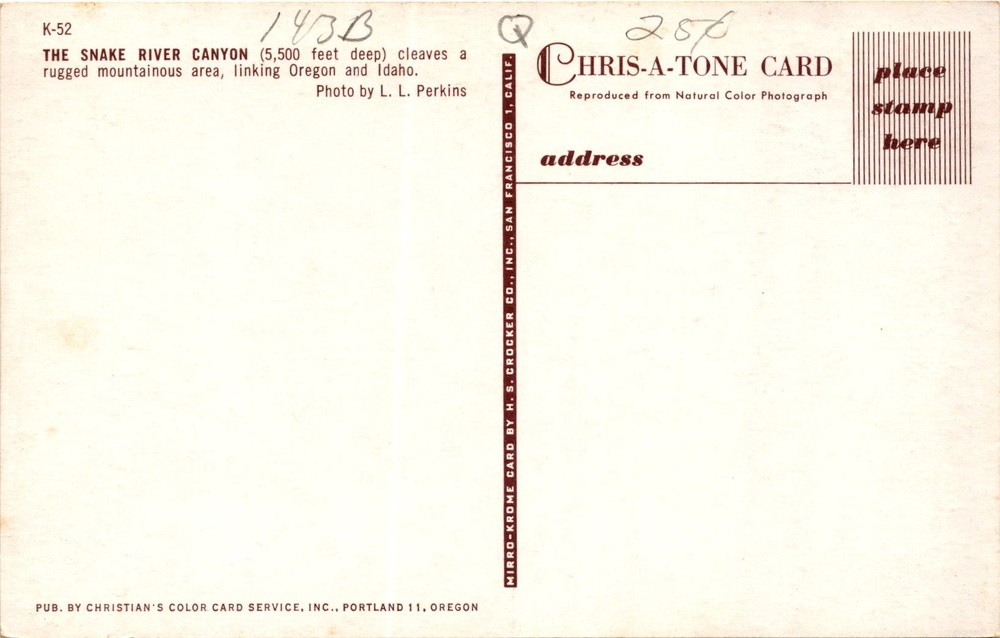 K-52
143B
Q
25¢
THE SNAKE RIVER CANYON (5,500 feet deep) cleaves a
rugged mountainous area, linking Oregon and Idaho.
Photo by L. L. Perkins
MIRRO-KROME CARD BY H. S. CROCKER CO., INC., SAN FRANCISCO 1, CALIF.
CHRIS-A-TONE CARD
Reproduced from Natural Color Photograph
address
place
stamp
here
PUB. BY CHRISTIAN'S COLOR CARD SERVICE, INC., PORTLAND 11, OREGON